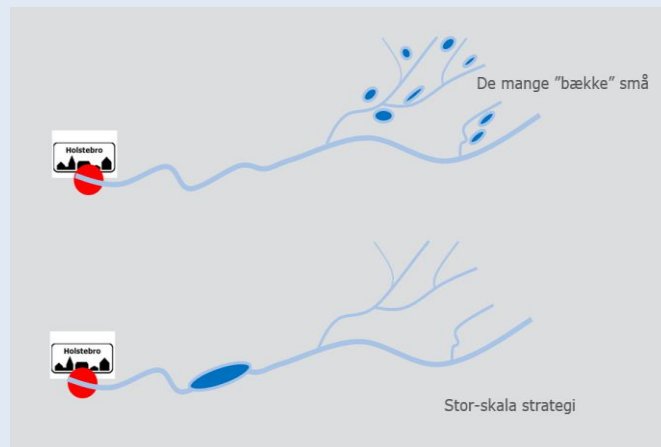 De mange ”bække” små
Holstebro
Holstebro
Stor-skala strategi